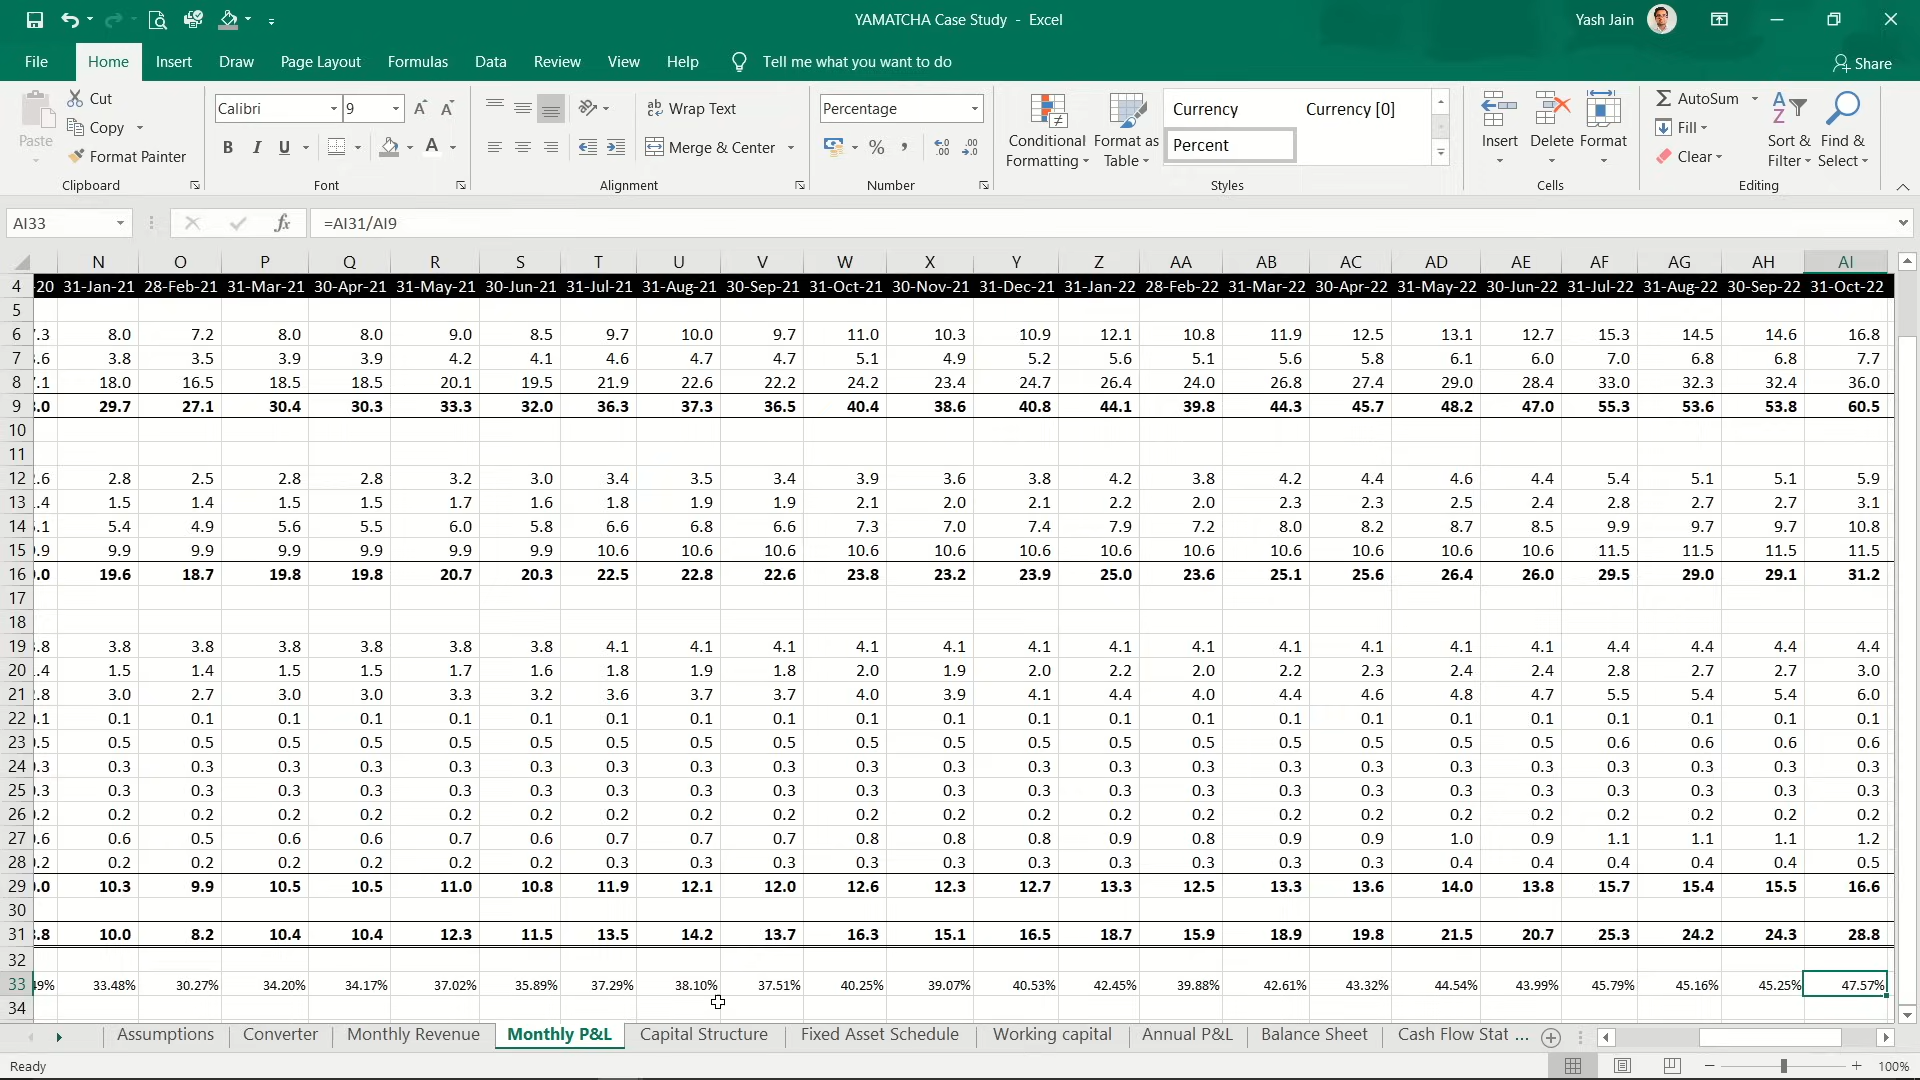 YAMATCHA Case Study - Excel
Yash Jain
File Home Insert Draw Page Layout Formulas Data Review View Help Tell me what you want to do Share
Paste Cut Copy Format Painter Clipboard
Calibri 9 B I U A Font
Wrap Text Merge & Center Alignment
Percentage % Number
Conditional Formatting Format as Table Currency Currency [0] Percent Styles
Insert Delete Format Cells
AutoSum Fill Clear Sort & Filter Find & Select Editing
AI33 fx =AI31/AI9
N O P Q R S T U V W X Y Z AA AB AC AD AE AF AG AH AI
4 20 31-Jan-21 28-Feb-21 31-Mar-21 30-Apr-21 31-May-21 30-Jun-21 31-Jul-21 31-Aug-21 30-Sep-21 31-Oct-21 30-Nov-21 31-Dec-21 31-Jan-22 28-Feb-22 31-Mar-22 30-Apr-22 31-May-22 30-Jun-22 31-Jul-22 31-Aug-22 30-Sep-22 31-Oct-22
5
6 .3 8.0 7.2 8.0 8.0 9.0 8.5 9.7 10.0 9.7 11.0 10.3 10.9 12.1 10.8 11.9 12.5 13.1 12.7 15.3 14.5 14.6 16.8
7 .6 3.8 3.5 3.9 3.9 4.2 4.1 4.6 4.7 4.7 5.1 4.9 5.2 5.6 5.1 5.6 5.8 6.1 6.0 7.0 6.8 6.8 7.7
8 .1 18.0 16.5 18.5 18.5 20.1 19.5 21.9 22.6 22.2 24.2 23.4 24.7 26.4 24.0 26.8 27.4 29.0 28.4 33.0 32.3 32.4 36.0
9 .0 29.7 27.1 30.4 30.3 33.3 32.0 36.3 37.3 36.5 40.4 38.6 40.8 44.1 39.8 44.3 45.7 48.2 47.0 55.3 53.6 53.8 60.5
10
11
12 .6 2.8 2.5 2.8 2.8 3.2 3.0 3.4 3.5 3.4 3.9 3.6 3.8 4.2 3.8 4.2 4.4 4.6 4.4 5.4 5.1 5.1 5.9
13 .4 1.5 1.4 1.5 1.5 1.7 1.6 1.8 1.9 1.9 2.1 2.0 2.1 2.2 2.0 2.3 2.3 2.5 2.4 2.8 2.7 2.7 3.1
14 .1 5.4 4.9 5.6 5.5 6.0 5.8 6.6 6.8 6.6 7.3 7.0 7.4 7.9 7.2 8.0 8.2 8.7 8.5 9.9 9.7 9.7 10.8
15 .9 9.9 9.9 9.9 9.9 9.9 9.9 10.6 10.6 10.6 10.6 10.6 10.6 10.6 10.6 10.6 10.6 10.6 10.6 11.5 11.5 11.5 11.5
16 .0 19.6 18.7 19.8 19.8 20.7 20.3 22.5 22.8 22.6 23.8 23.2 23.9 25.0 23.6 25.1 25.6 26.4 26.0 29.5 29.0 29.1 31.2
17
18
19 .8 3.8 3.8 3.8 3.8 3.8 3.8 4.1 4.1 4.1 4.1 4.1 4.1 4.1 4.1 4.1 4.1 4.1 4.1 4.4 4.4 4.4 4.4
20 .4 1.5 1.4 1.5 1.5 1.7 1.6 1.8 1.9 1.8 2.0 1.9 2.0 2.2 2.0 2.2 2.3 2.4 2.4 2.8 2.7 2.7 3.0
21 .8 3.0 2.7 3.0 3.0 3.3 3.2 3.6 3.7 3.7 4.0 3.9 4.1 4.4 4.0 4.4 4.6 4.8 4.7 5.5 5.4 5.4 6.0
22 .1 0.1 0.1 0.1 0.1 0.1 0.1 0.1 0.1 0.1 0.1 0.1 0.1 0.1 0.1 0.1 0.1 0.1 0.1 0.1 0.1 0.1 0.1
23 .5 0.5 0.5 0.5 0.5 0.5 0.5 0.5 0.5 0.5 0.5 0.5 0.5 0.5 0.5 0.5 0.5 0.5 0.5 0.6 0.6 0.6 0.6
24 .3 0.3 0.3 0.3 0.3 0.3 0.3 0.3 0.3 0.3 0.3 0.3 0.3 0.3 0.3 0.3 0.3 0.3 0.3 0.3 0.3 0.3 0.3
25 .3 0.3 0.3 0.3 0.3 0.3 0.3 0.3 0.3 0.3 0.3 0.3 0.3 0.3 0.3 0.3 0.3 0.3 0.3 0.3 0.3 0.3 0.3
26 .2 0.2 0.2 0.2 0.2 0.2 0.2 0.2 0.2 0.2 0.2 0.2 0.2 0.2 0.2 0.2 0.2 0.2 0.2 0.2 0.2 0.2 0.2
27 .6 0.6 0.5 0.6 0.6 0.7 0.6 0.7 0.7 0.7 0.8 0.8 0.8 0.9 0.8 0.9 0.9 1.0 0.9 1.1 1.1 1.1 1.2
28 .2 0.2 0.2 0.2 0.2 0.2 0.2 0.3 0.3 0.3 0.3 0.3 0.3 0.3 0.3 0.3 0.3 0.4 0.4 0.4 0.4 0.4 0.5
29 .0 10.3 9.9 10.5 10.5 11.0 10.8 11.9 12.1 12.0 12.6 12.3 12.7 13.3 12.5 13.3 13.6 14.0 13.8 15.7 15.4 15.5 16.6
30
31 .8 10.0 8.2 10.4 10.4 12.3 11.5 13.5 14.2 13.7 16.3 15.1 16.5 18.7 15.9 18.9 19.8 21.5 20.7 25.3 24.2 24.3 28.8
32
33 49% 33.48% 30.27% 34.20% 34.17% 37.02% 35.89% 37.29% 38.10% 37.51% 40.25% 39.07% 40.53% 42.45% 39.88% 42.61% 43.32% 44.54% 43.99% 45.79% 45.16% 45.25% 47.57%
34
Assumptions Converter Monthly Revenue Monthly P&L Capital Structure Fixed Asset Schedule Working capital Annual P&L Balance Sheet Cash Flow Stat ...
Ready 100%